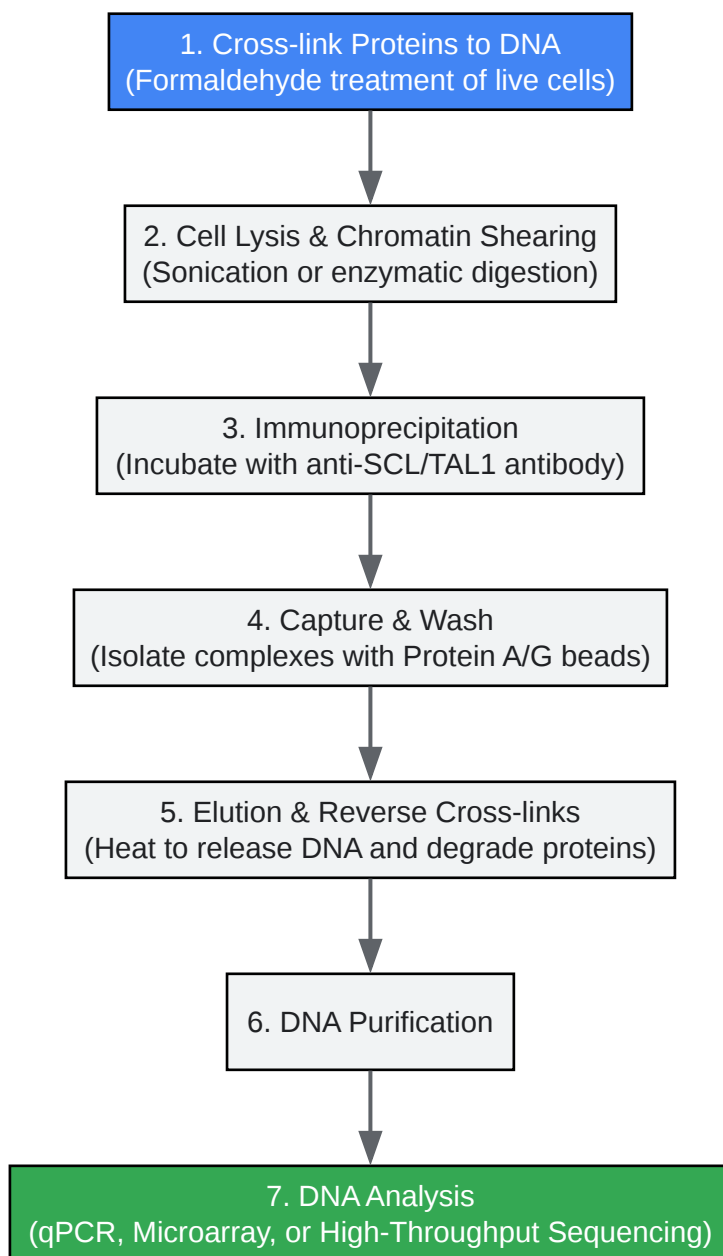 1. Cross-link Proteins to DNA
(Formaldehyde treatment of live cells)
2. Cell Lysis & Chromatin Shearing
(Sonication or enzymatic digestion)
3. Immunoprecipitation
(Incubate with anti-SCL/TAL1 antibody)
4. Capture & Wash
(Isolate complexes with Protein A/G beads)
5. Elution & Reverse Cross-links
(Heat to release DNA and degrade proteins)
6. DNA Purification
7. DNA Analysis
(qPCR, Microarray, or High-Throughput Sequencing)